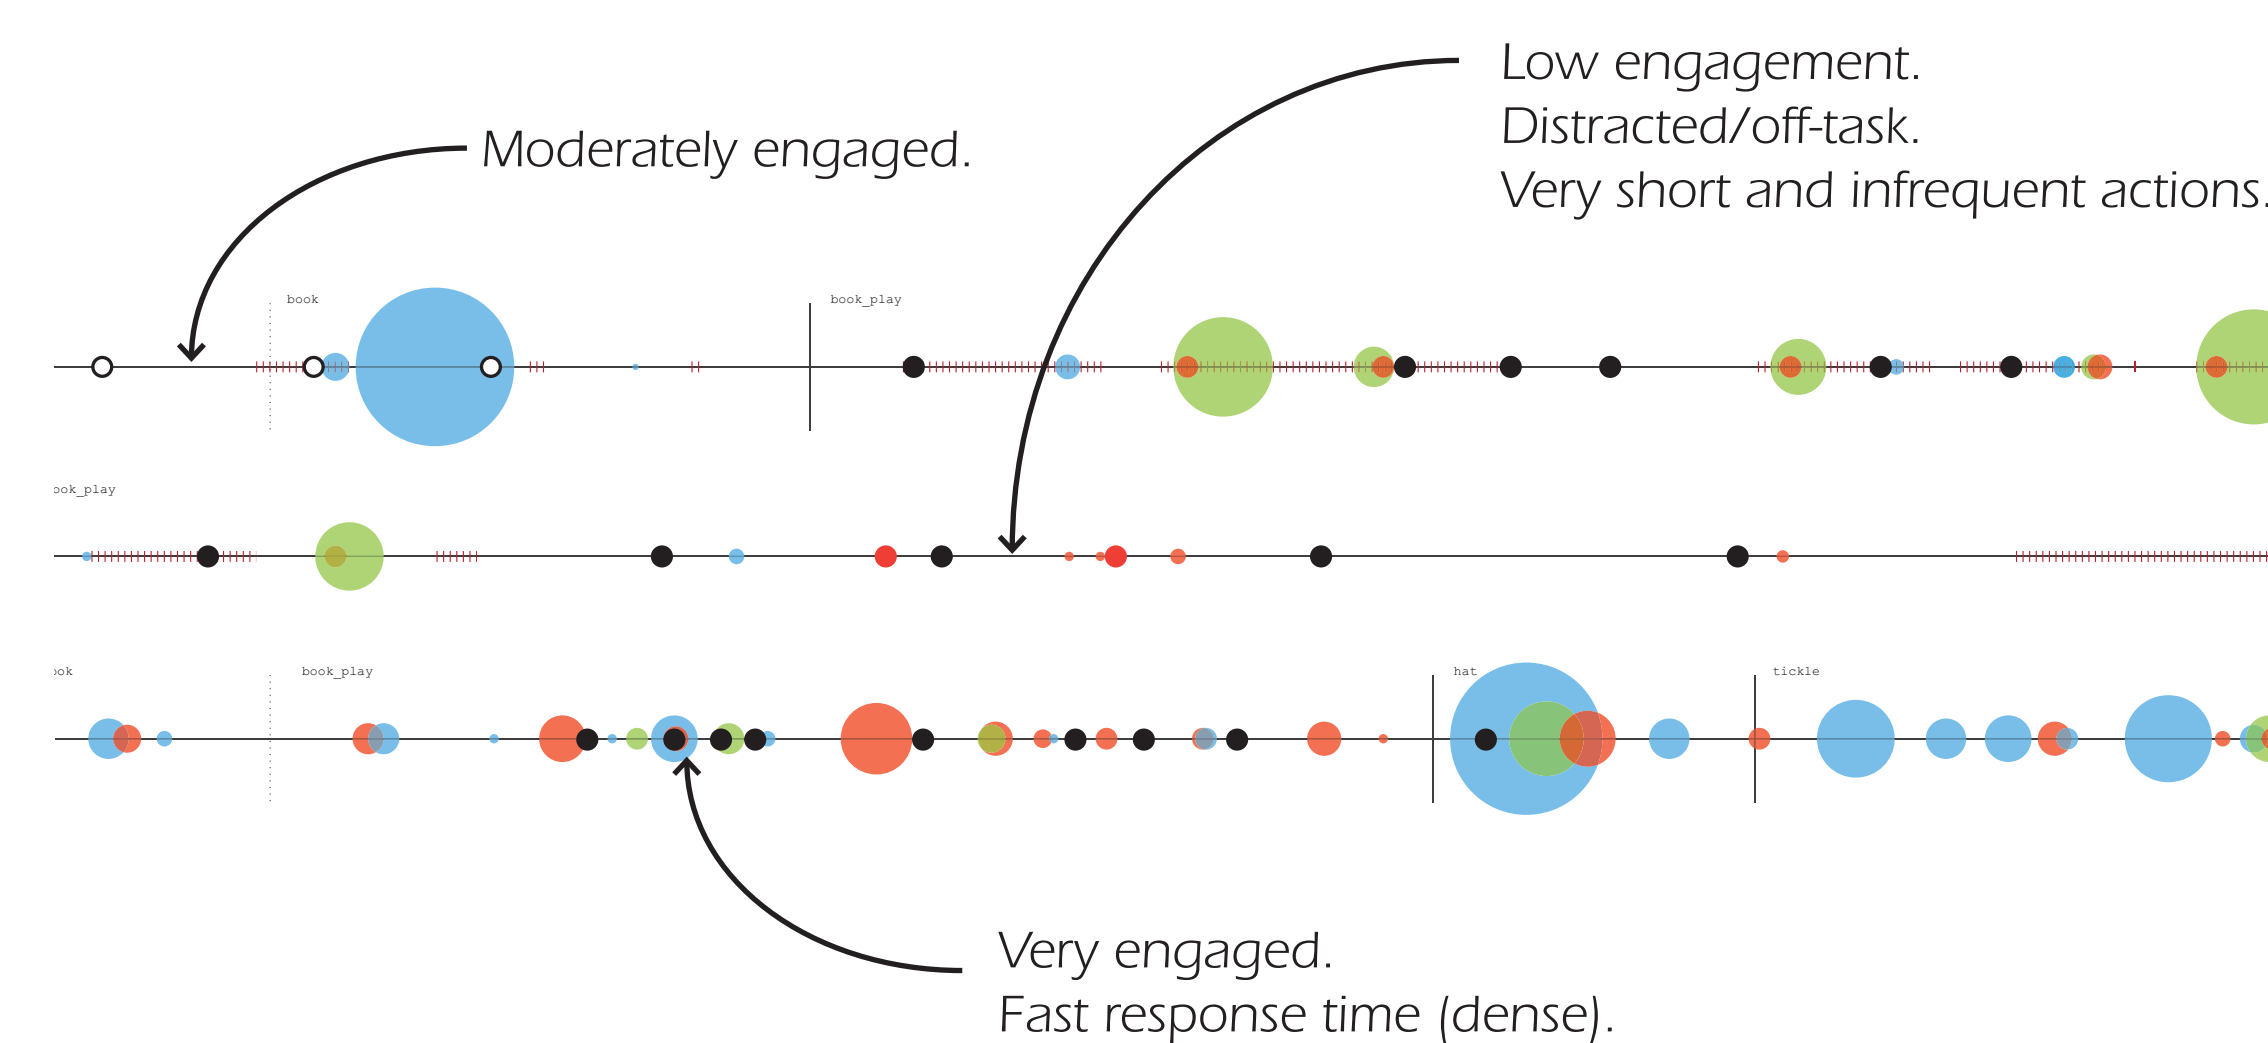 Low engagement.
Distracted/off-task.
Very short and infrequent actions.
Moderately engaged.
book
book_play
ook_play
ook
book_play
hat
tickle
Very engaged.
Fast response time (dense).